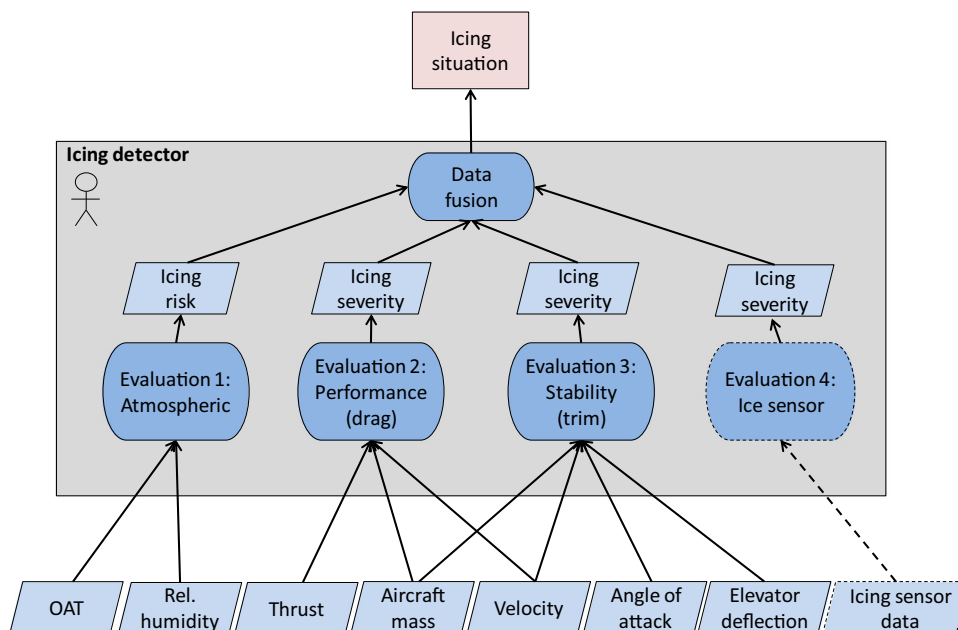 Icing
situation
Icing detector
Data
fusion
Icing
risk
Icing
severity
Icing
severity
Icing
severity
Evaluation 1:
Atmospheric
Evaluation 2:
Performance
(drag)
Evaluation 3:
Stability
(trim)
Evaluation 4:
Ice sensor
OAT
Rel.
humidity
Thrust
Aircraft
mass
Velocity
Angle of
attack
Elevator
deflection
Icing sensor
data